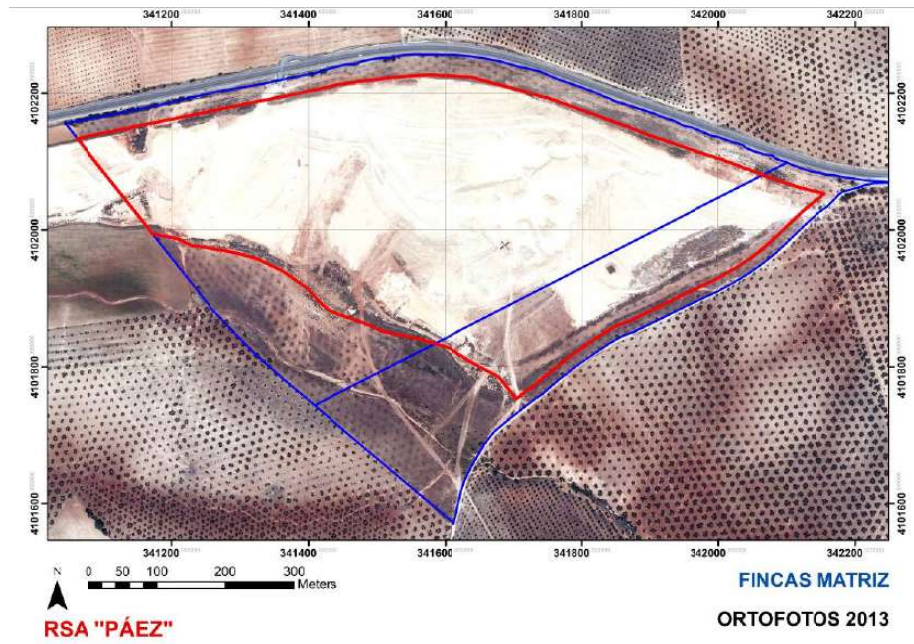 341200 341400 341600 341800 342000 342200
4102200 4102200
4102000 4102000
4101800 4101800
4101600 4101600
341200 341400 341600 341800 342000 342200
N 0 50 100 200 300
Meters
FINCAS MATRIZ
RSA "PÁEZ"
ORTOFOTOS 2013